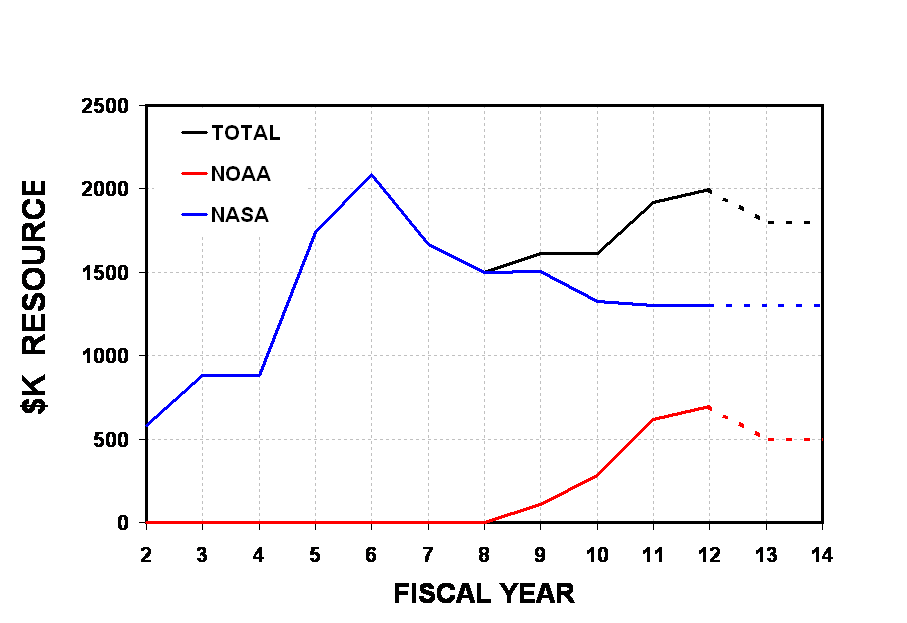 2500
2000
1500
1000
500
0
TOTAL
NOAA
NASA
$K RESOURCE
2 3 4 5 6 7 8 9 10 11 12 13 14
FISCAL YEAR